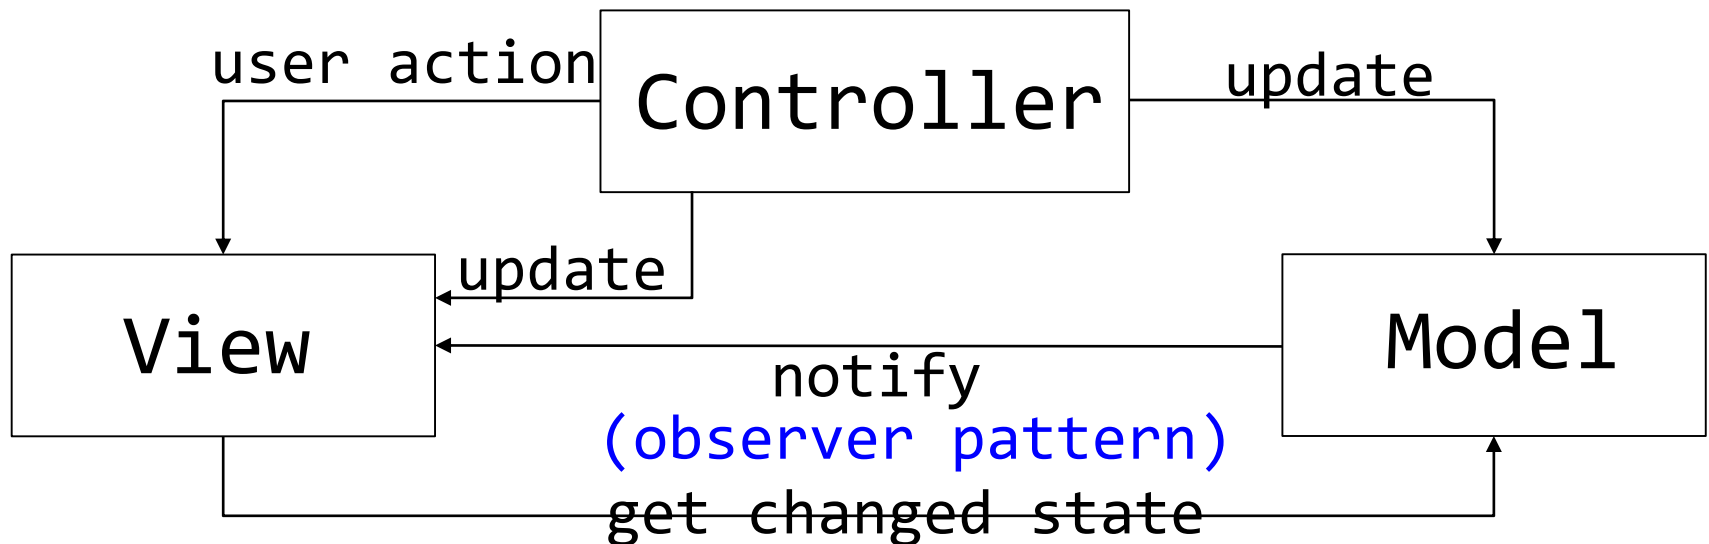 user action
Controller
update
update
View
Model
notify
(observer pattern)
get changed state